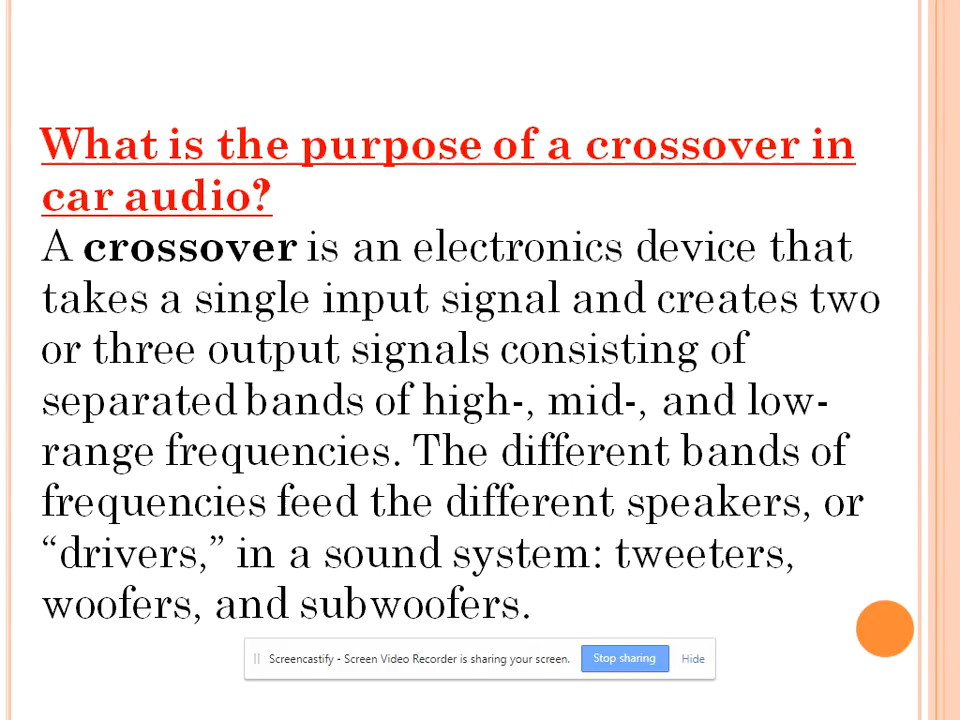 What is the purpose of a crossover in
car audio?
A crossover is an electronics device that
takes a single input signal and creates two
or three output signals consisting of
separated bands of high-, mid-, and low-
range frequencies. The different bands of
frequencies feed the different speakers, or
“drivers,” in a sound system: tweeters,
woofers, and subwoofers.
Screencastify - Screen Video Recorder is sharing your screen. Stop sharing Hide